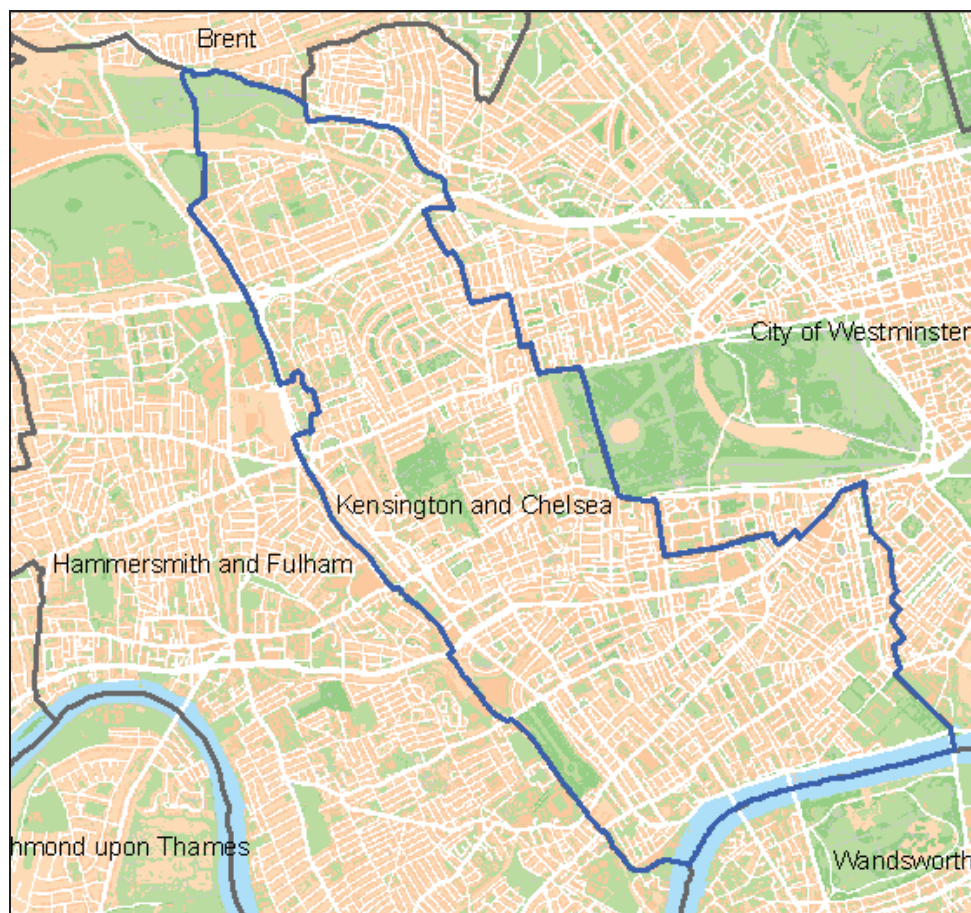 Brent
City of Westminster
Kensington and Chelsea
Hammersmith and Fulham
hmond upon Thames
Wandsworth